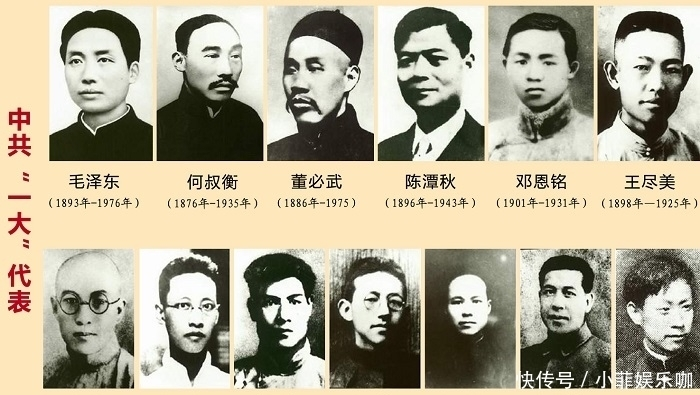 中共“一大”代表
毛泽东 何叔衡 董必武 陈潭秋 邓恩铭 王尽美
(1893年-1976年) (1876年-1935年) (1886年-1975) (1896年-1943年) (1901年-1931年) (1898年—1925年)
快传号／小菲娱乐咖